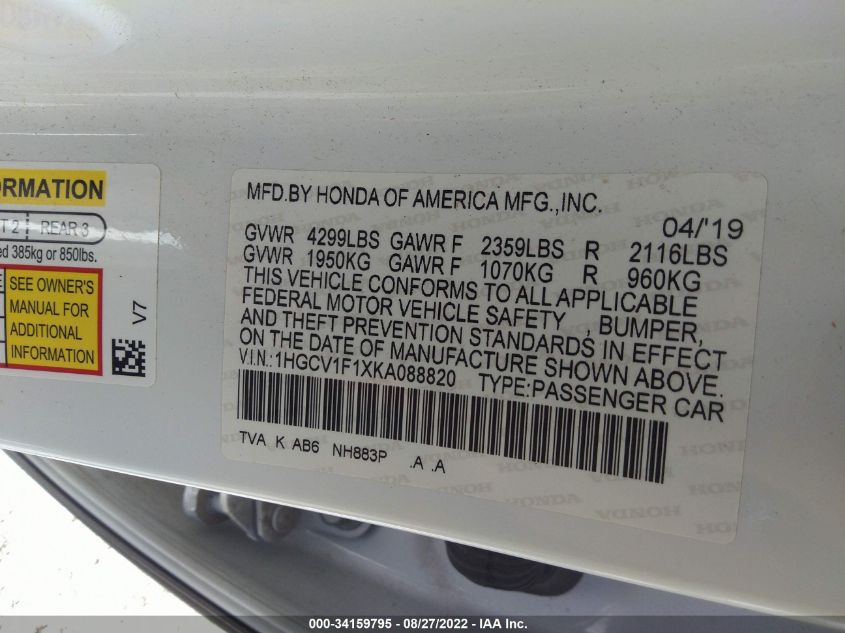 ORMATION
T 2 REAR 3
ed 385kg or 850lbs.
SEE OWNER'S
MANUAL FOR
ADDITIONAL
INFORMATION
V7
MFD.BY HONDA OF AMERICA MFG.,INC.
04/'19
GVWR 4299LBS GAWR F 2359LBS R 2116LBS
GVWR 1950KG GAWR F 1070KG R 960KG
THIS VEHICLE CONFORMS TO ALL APPLICABLE
FEDERAL MOTOR VEHICLE SAFETY , BUMPER,
AND THEFT PREVENTION STANDARDS IN EFFECT
ON THE DATE OF MANUFACTURE SHOWN ABOVE.
V.I.N.:1HGCV1F1XKA088820 TYPE:PASSENGER CAR
TVA K AB6 NH883P .A .A
000-34159795 - 08/27/2022 - IAA Inc.